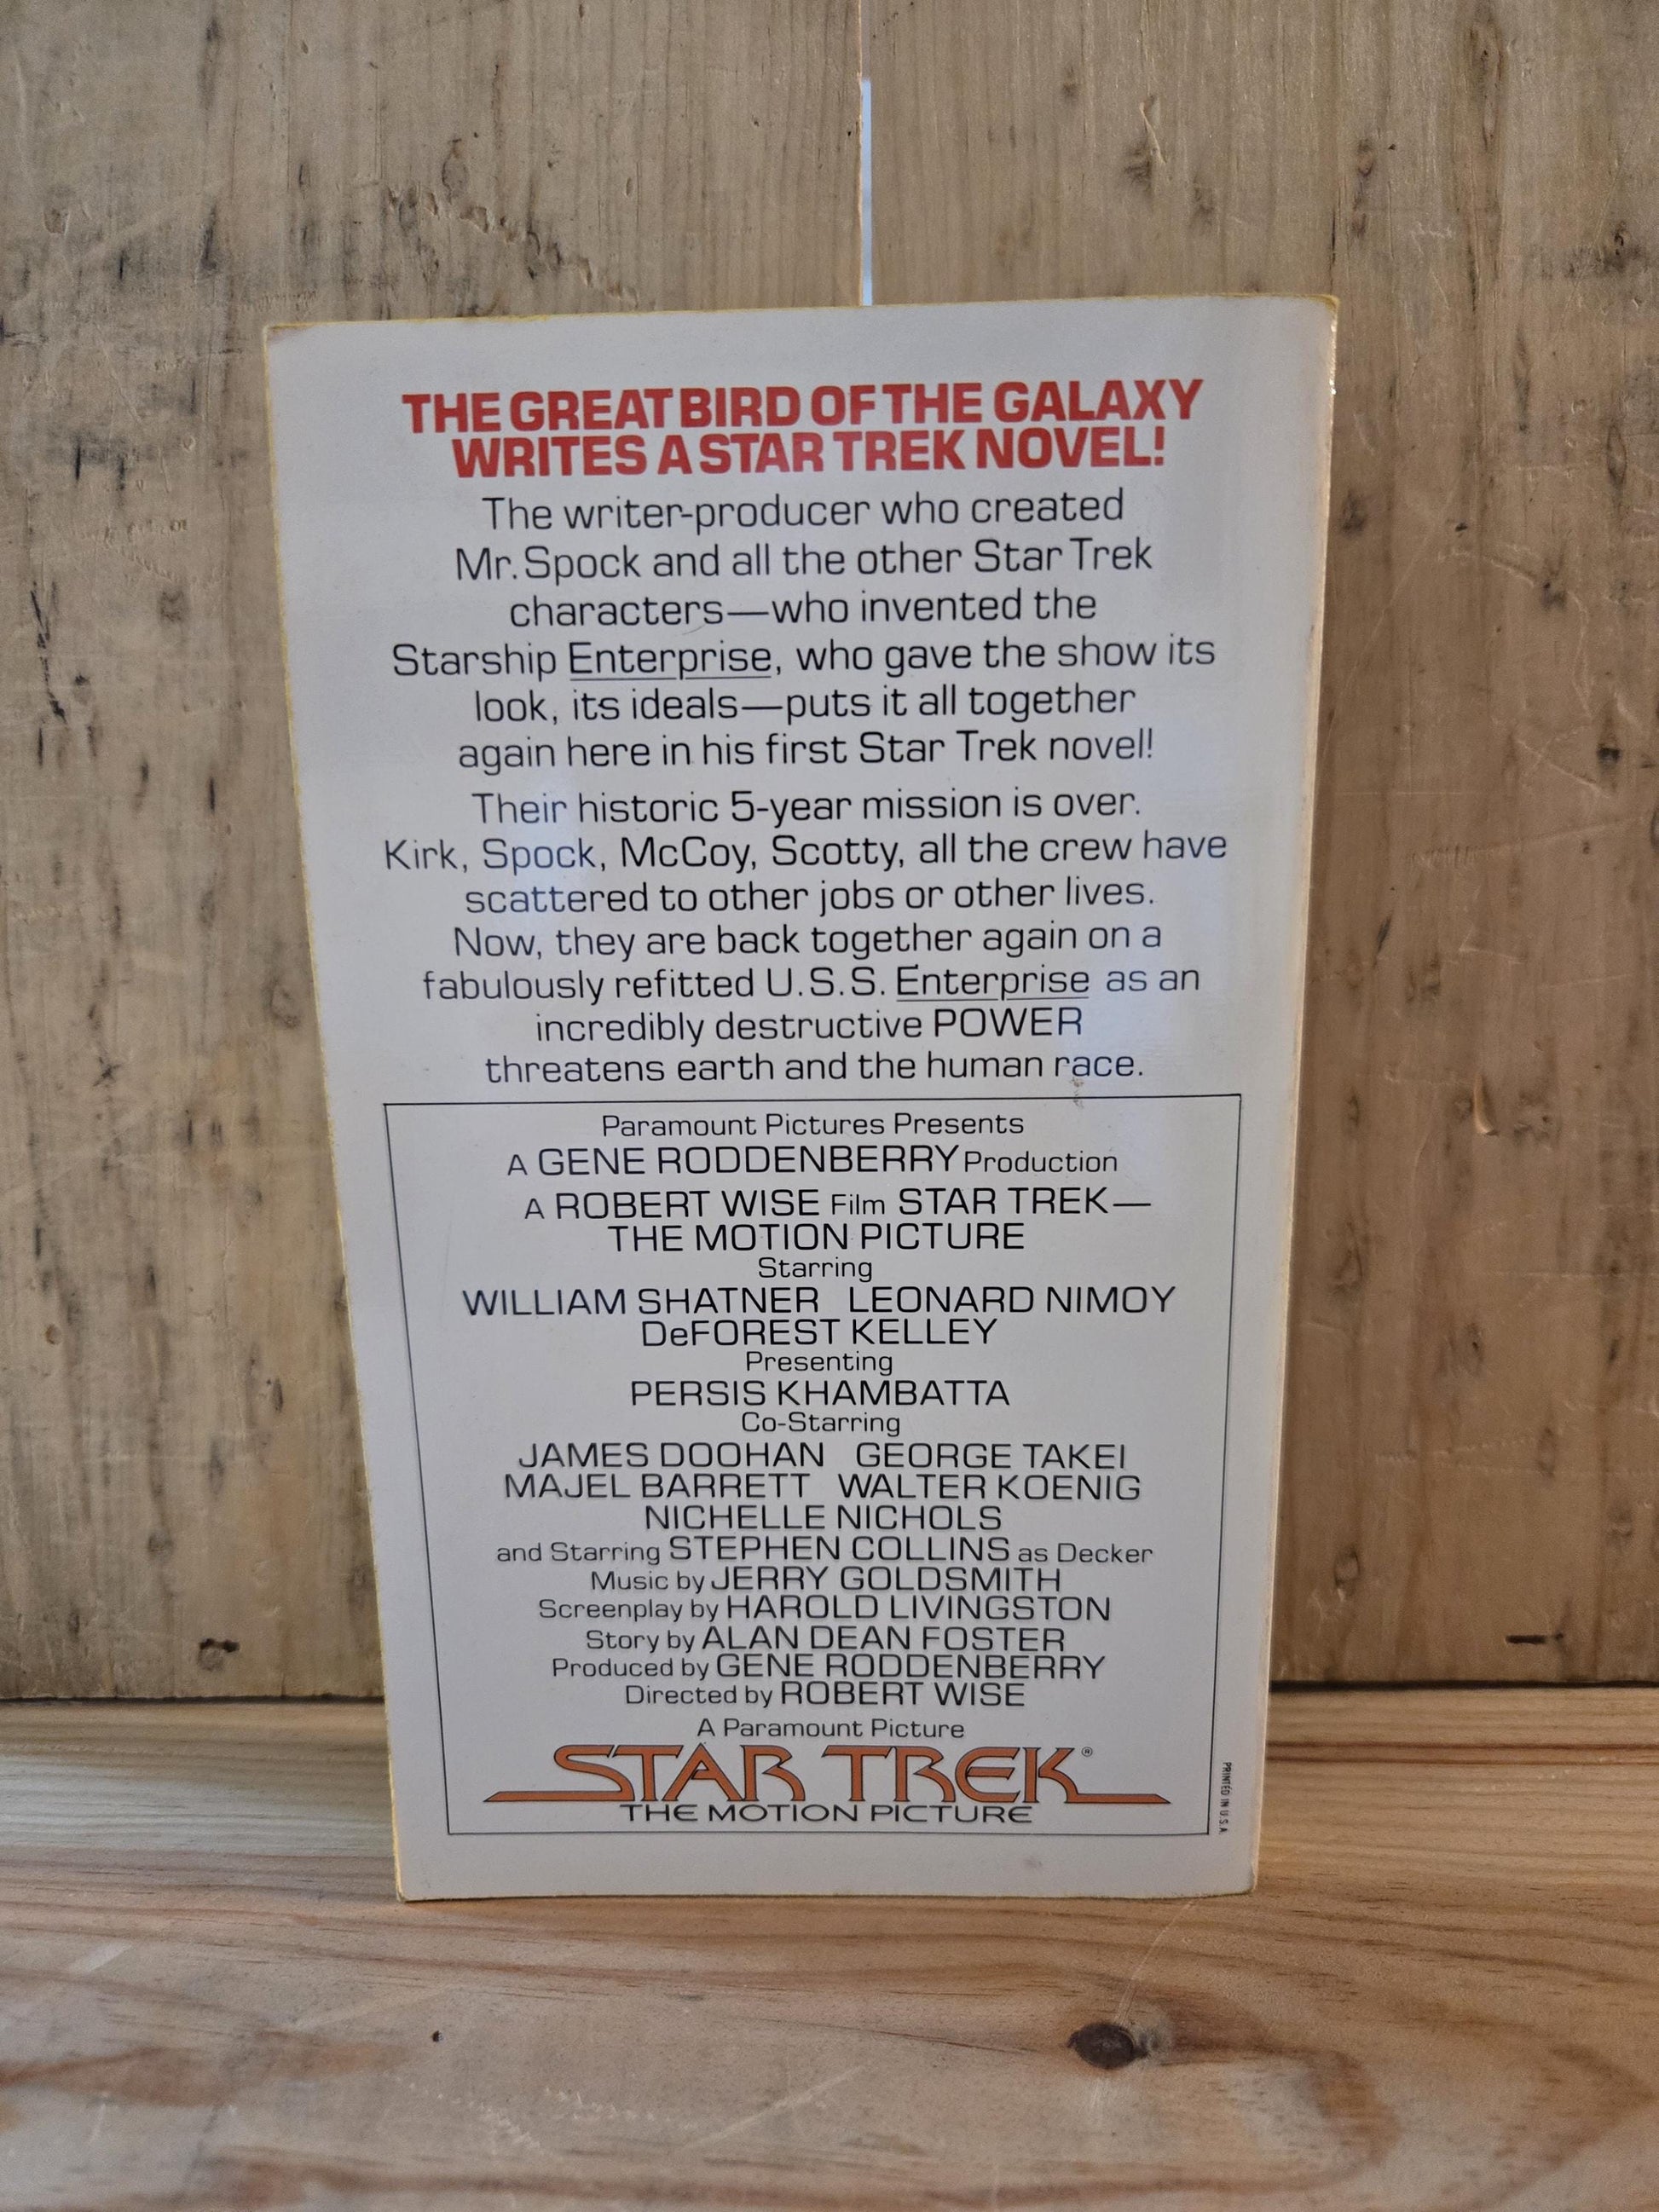 THE GREAT BIRD OF THE GALAXY
WRITES A STAR TREK NOVEL!
The writer-producer who created
Mr. Spock and all the other Star Trek
characters—who invented the
Starship Enterprise, who gave the show its
look, its ideals—puts it all together
again here in his first Star Trek novel!
Their historic 5-year mission is over.
Kirk, Spock, McCoy, Scotty, all the crew have
scattered to other jobs or other lives.
Now, they are back together again on a
fabulously refitted U.S.S. Enterprise as an
incredibly destructive POWER
threatens earth and the human race.
Paramount Pictures Presents
A GENE RODDENBERRY Production
A ROBERT WISE Film STAR TREK—
THE MOTION PICTURE
Starring
WILLIAM SHATNER LEONARD NIMOY
DeFOREST KELLEY
Presenting
PERSIS KHAMBATTA
Co-Starring
JAMES DOOHAN GEORGE TAKEI
MAJEL BARRETT WALTER KOENIG
NICHELLE NICHOLS
and Starring STEPHEN COLLINS as Decker
Music by JERRY GOLDSMITH
Screenplay by HAROLD LIVINGSTON
Story by ALAN DEAN FOSTER
Produced by GENE RODDENBERRY
Directed by ROBERT WISE
A Paramount Picture
STAR TREK®
THE MOTION PICTURE
PRINTED IN U.S.A.